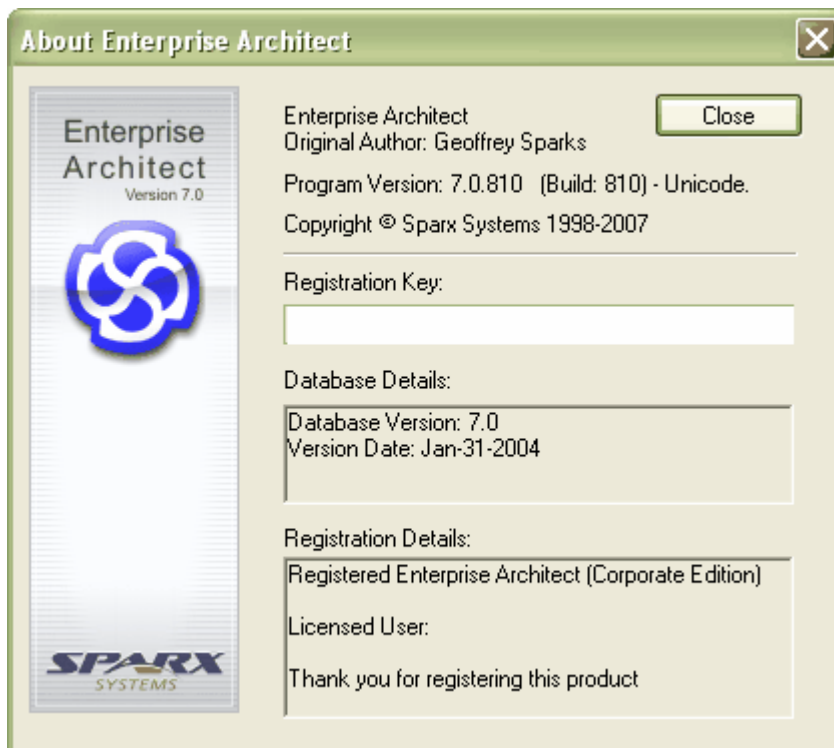 About Enterprise Architect
Enterprise
Architect
Version 7.0
SPARX
SYSTEMS
Enterprise Architect
Close
Original Author: Geoffrey Sparks
Program Version: 7.0.810 (Build: 810) - Unicode.
Copyright © Sparx Systems 1998-2007
Registration Key:
Database Details:
Database Version: 7.0
Version Date: Jan-31-2004
Registration Details:
Registered Enterprise Architect (Corporate Edition)
Licensed User:
Thank you for registering this product